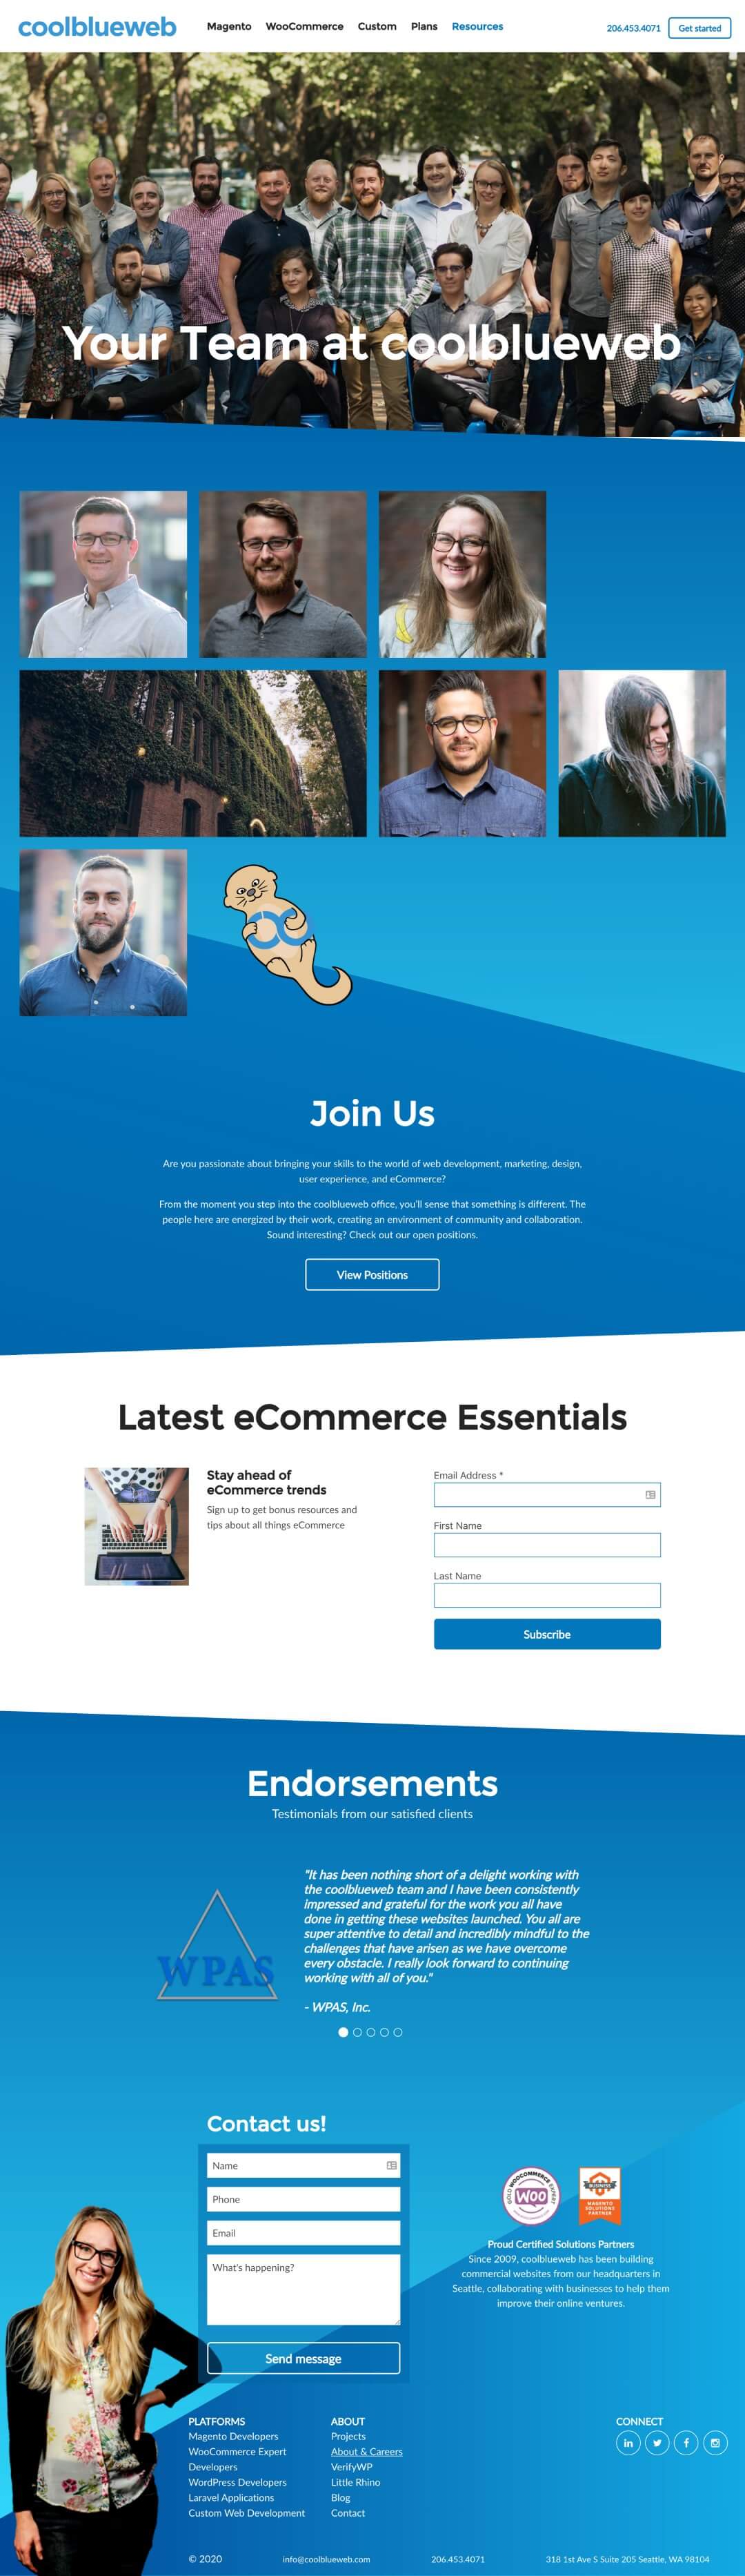 coolblueweb
Magento WooCommerce Custom Plans Resources
206.453.4071 Get started
Your Team at coolblueweb
Join Us
Are you passionate about bringing your skills to the world of web development, marketing, design,
user experience, and eCommerce?
From the moment you step into the coolblueweb office, you'll sense that something is different. The
people here are energized by their work, creating an environment of community and collaboration.
Sound interesting? Check out our open positions.
View Positions
Latest eCommerce Essentials
Stay ahead of
eCommerce trends
Sign up to get bonus resources and
tips about all things eCommerce
Email Address *
First Name
Last Name
Subscribe
Endorsements
Testimonials from our satisfied clients
WPAS
"It has been nothing short of a delight working with
the coolblueweb team and I have been consistently
impressed and grateful for the work you all have
done in getting these websites launched. You all are
super attentive to detail and incredibly mindful to the
challenges that have arisen as we have overcome
every obstacle. I really look forward to continuing
working with all of you."
- WPAS, Inc.
Contact us!
Name
Phone
Email
What's happening?
Send message
GOLD WOOCOMMERCE EXPERT
WOO
BUSINESS
MAGENTO
SOLUTIONS
PARTNER
Proud Certified Solutions Partners
Since 2009, coolblueweb has been building
commercial websites from our headquarters in
Seattle, collaborating with businesses to help them
improve their online ventures.
PLATFORMS
Magento Developers
WooCommerce Expert
Developers
WordPress Developers
Laravel Applications
Custom Web Development
ABOUT
Projects
About & Careers
VerifyWP
Little Rhino
Blog
Contact
CONNECT
© 2020 info@coolblueweb.com 206.453.4071 318 1st Ave S Suite 205 Seattle, WA 98104